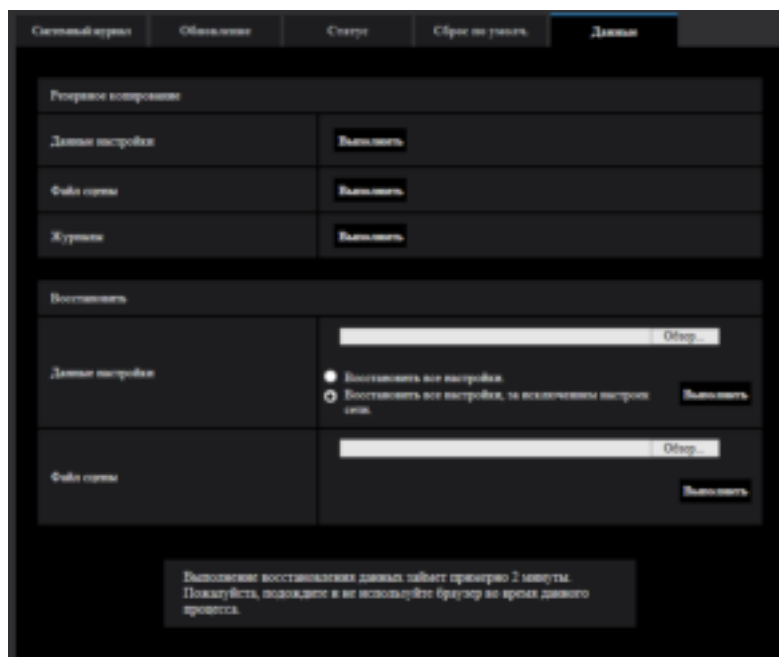 Системный журнал
Обновление
Статус
Сброс по умолч.
Данные
Резервное копирование
Данные настройки
Выполнить
Файл сцены
Выполнить
Журналы
Выполнить
Восстановить
Данные настройки
Обзор...
Восстановить все настройки.
Восстановить все настройки, за исключением настроек
сети.
Выполнить
Файл сцены
Обзор...
Выполнить
Выполнение восстановления данных займет примерно 2 минуты.
Пожалуйста, подождите и не используйте браузер во время данного
процесса.